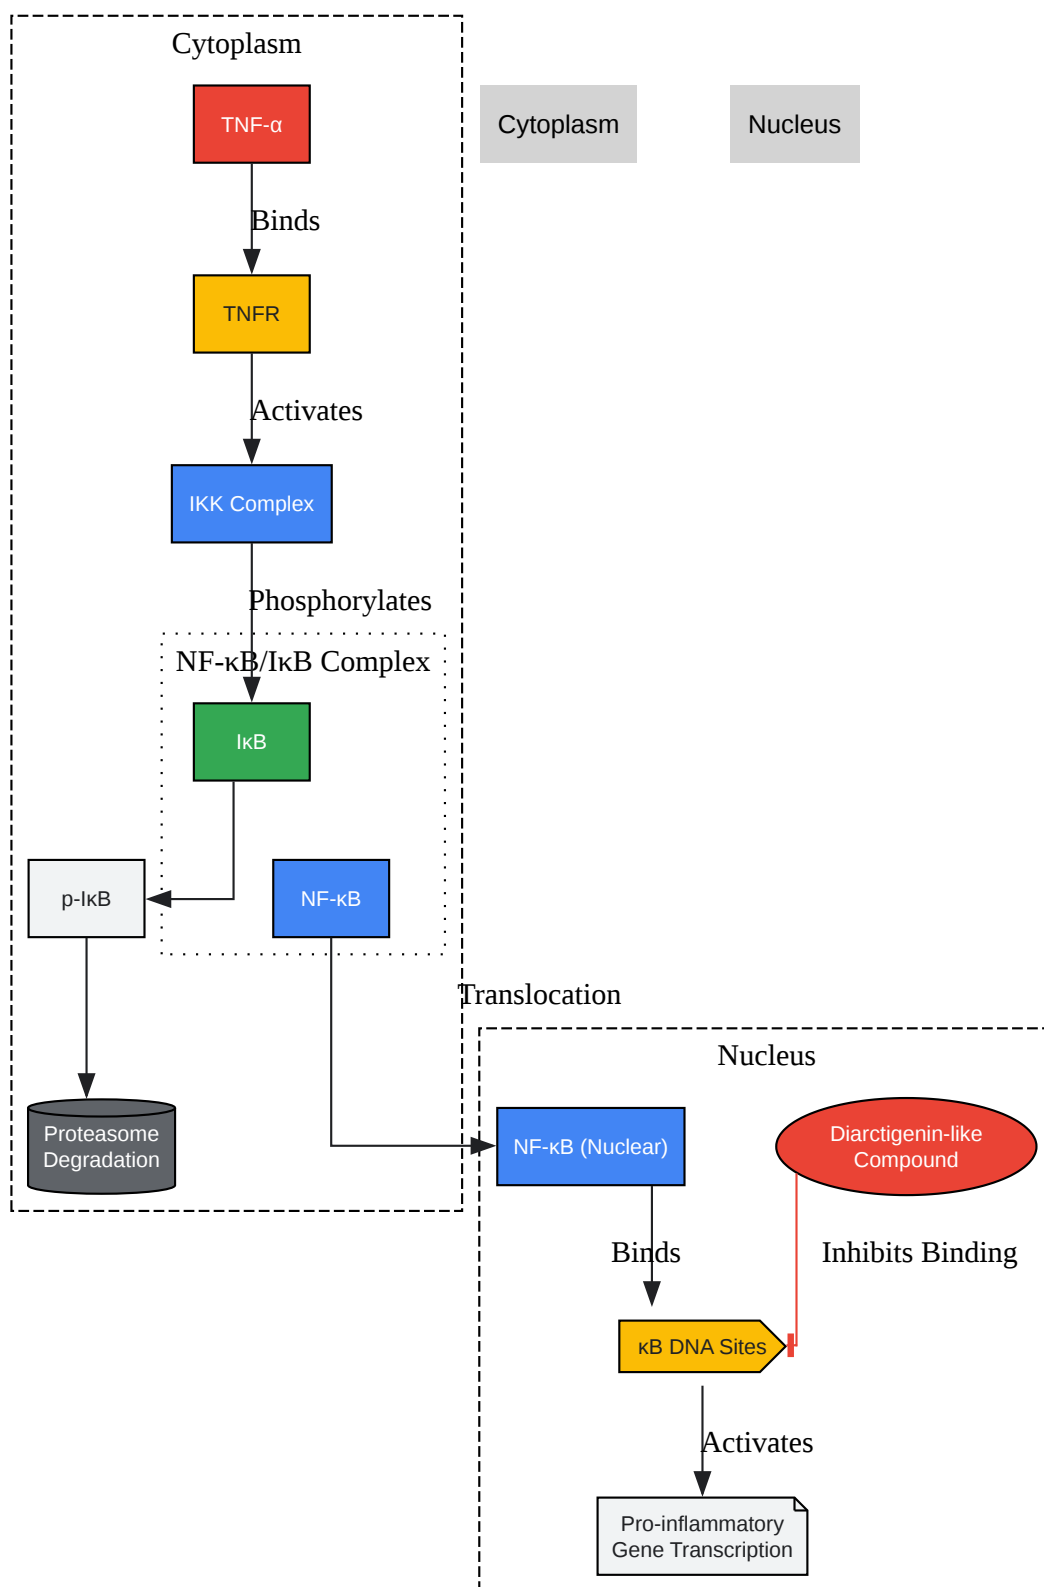 Cytoplasm
TNF-α
Cytoplasm
Nucleus
Binds
TNFR
Activates
IKK Complex
Phosphorylates
NF-κB/IκB Complex
IκB
p-IκB
NF-κB
Translocation
Nucleus
Proteasome
Degradation
NF-κB (Nuclear)
Diarctigenin-like
Compound
Binds
Inhibits Binding
κB DNA Sites
Activates
Pro-inflammatory
Gene Transcription